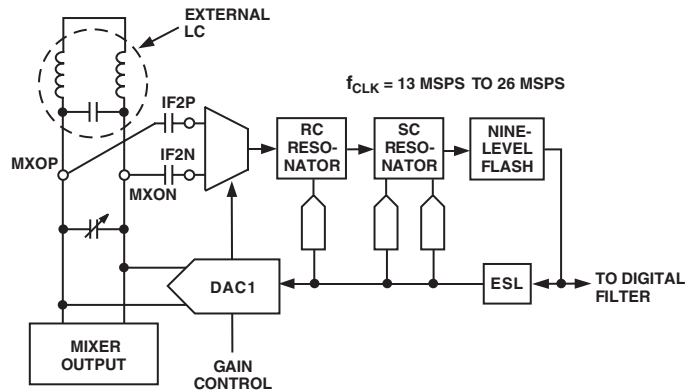 EXTERNAL
LC
fCLK = 13 MSPS TO 26 MSPS
IF2P
RC
RESO-
NATOR
SC
RESO-
NATOR
NINE-
LEVEL
FLASH
MXOP
IF2N
MXON
DAC1
ESL
TO DIGITAL
FILTER
MIXER
OUTPUT
GAIN
CONTROL